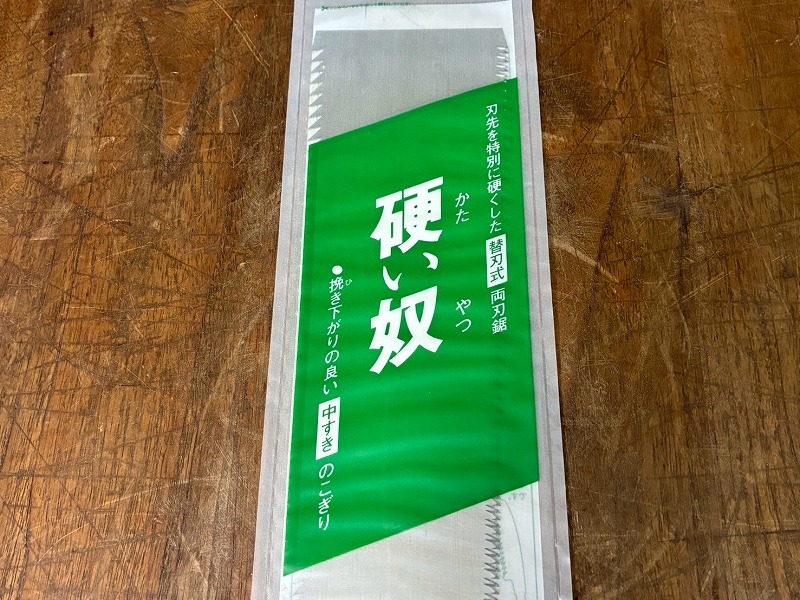 刃先を特別に硬くした 替刃式 両刃鋸
硬い奴
かた やつ
●挽き下がりの良い 中すき のこぎり
ひ